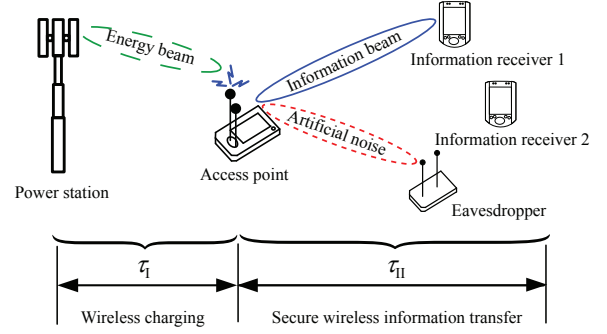 Energy beam
Information beam
Information receiver 1
Artificial noise
Information receiver 2
Access point
Power station
Eavesdropper
τI
τII
Wireless charging
Secure wireless information transfer